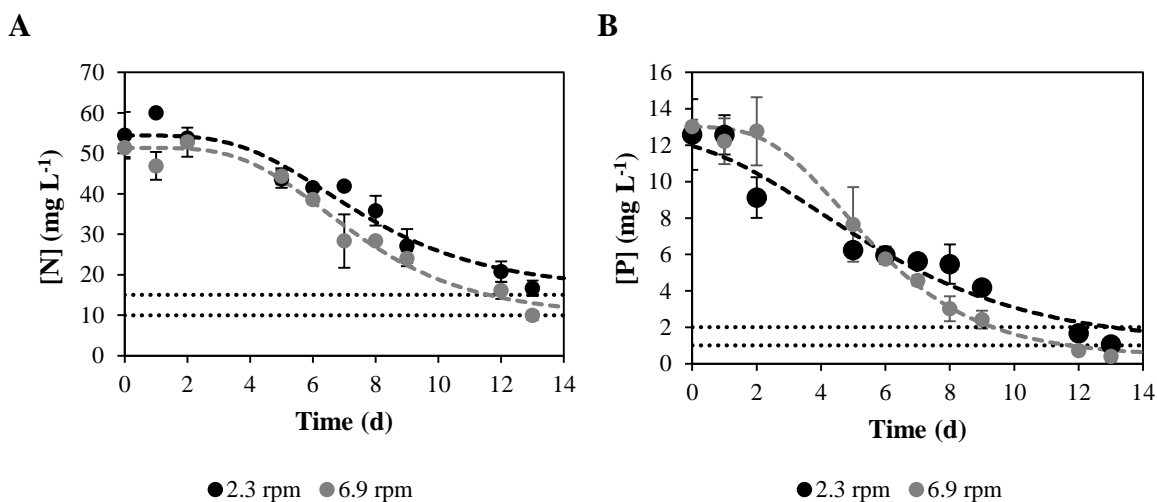 A
70
60
50
40
30
20
10
0
[N] (mg L⁻¹)
0 2 4 6 8 10 12 14
Time (d)
2.3 rpm 6.9 rpm
B
16
14
12
10
8
6
4
2
0
[P] (mg L⁻¹)
0 2 4 6 8 10 12 14
Time (d)
2.3 rpm 6.9 rpm